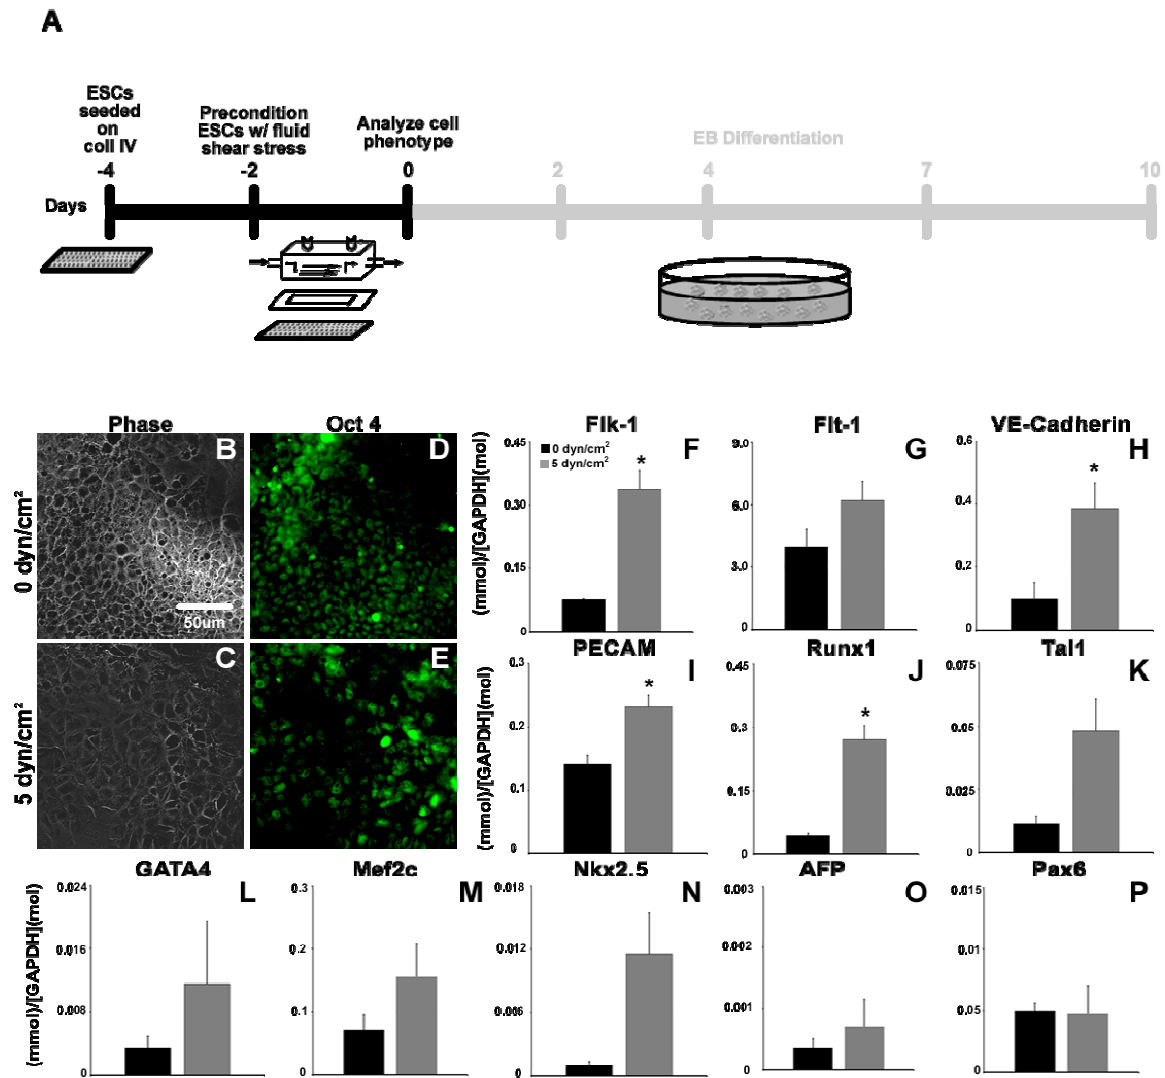 A
ESCs
seeded
on
coll IV
Precondition
ESCs w/ fluid
shear stress
Analyze cell
phenotype
EB Differentiation
-4
-2
0
2
4
7
10
Days
Phase
Oct 4
Flk-1
Flt-1
VE-Cadherin
0 dyn/cm²
B
50um
D
(mmol)/[GAPDH](mol)
0.45
0.30
0.15
0
0 dyn/cm²
5 dyn/cm²
*
F
9.0
6.0
3.0
0
G
0.6
0.4
0.2
0
*
H
PECAM
Runx1
Tal1
5 dyn/cm²
C
E
(mmol)/[GAPDH](mol)
0.3
0.2
0.1
0
*
I
0.45
0.3
0.15
0
*
J
0.075
0.05
0.025
0
K
GATA4
Mef2c
Nkx2.5
AFP
Pax6
(mmol)/[GAPDH](mol)
0.024
0.016
0.008
0
L
0.3
0.2
0.1
0
M
0.018
0.012
0.006
0
N
0.003
0.002
0.001
0
O
0.015
0.01
0.05
0
P